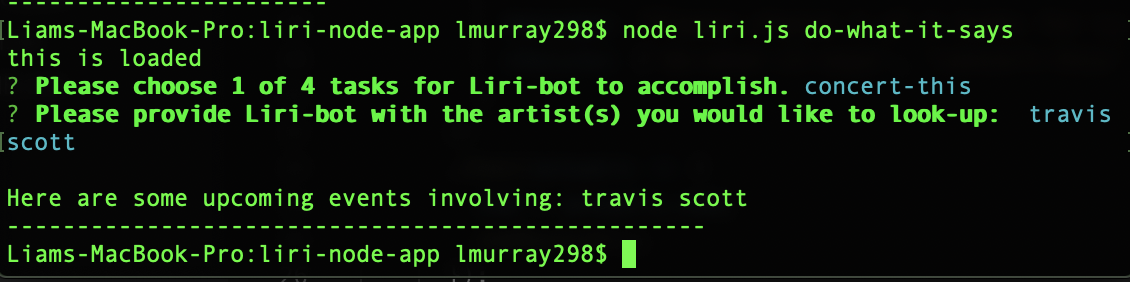 ------------------------
Liams-MacBook-Pro:liri-node-app lmurray298$ node liri.js do-what-it-says
this is loaded
? Please choose 1 of 4 tasks for Liri-bot to accomplish. concert-this
? Please provide Liri-bot with the artist(s) you would like to look-up:  travis
scott
Here are some upcoming events involving: travis scott
---------------------------------------------------
Liams-MacBook-Pro:liri-node-app lmurray298$